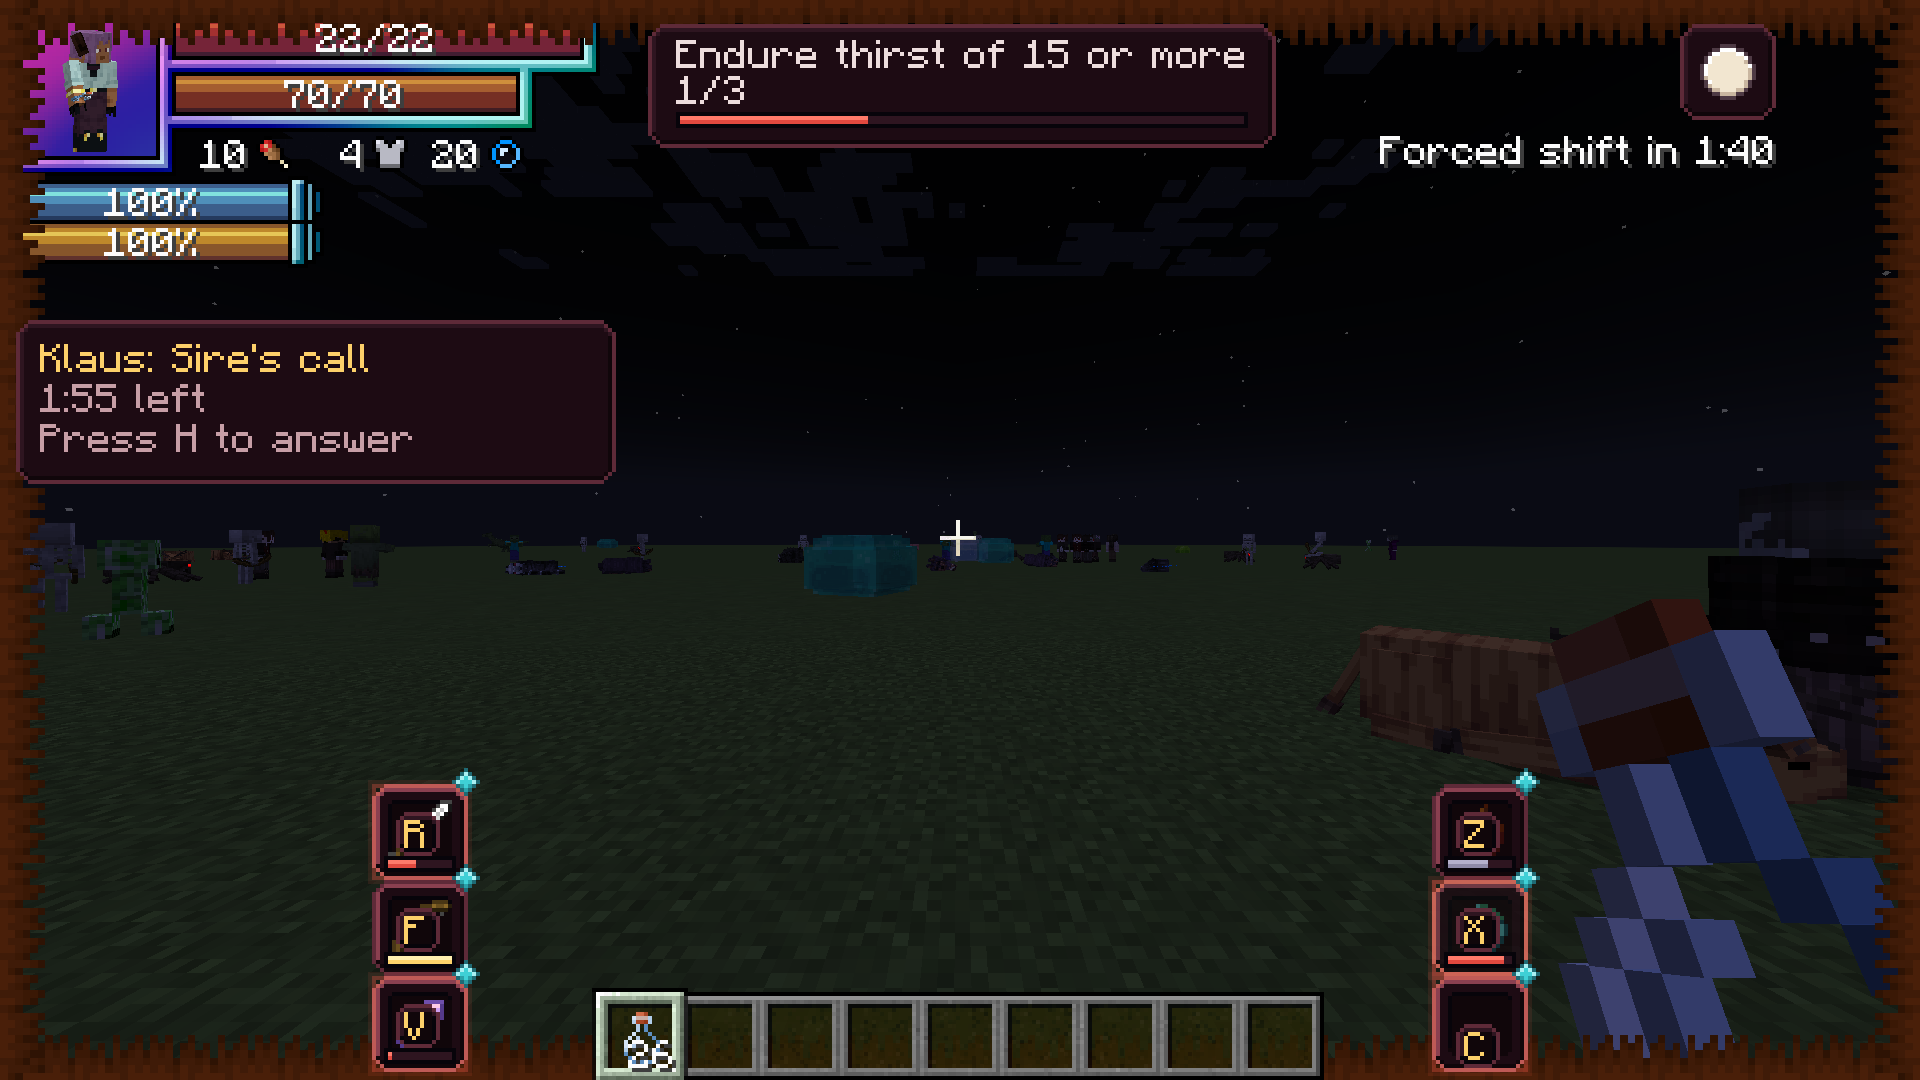 22/22
70/70
10
4
20
100%
100%
Endure thirst of 15 or more
1/3
Forced shift in 1:40
Klaus: Sire's call
1:55 left
Press H to answer
R
F
V
Z
X
C
26